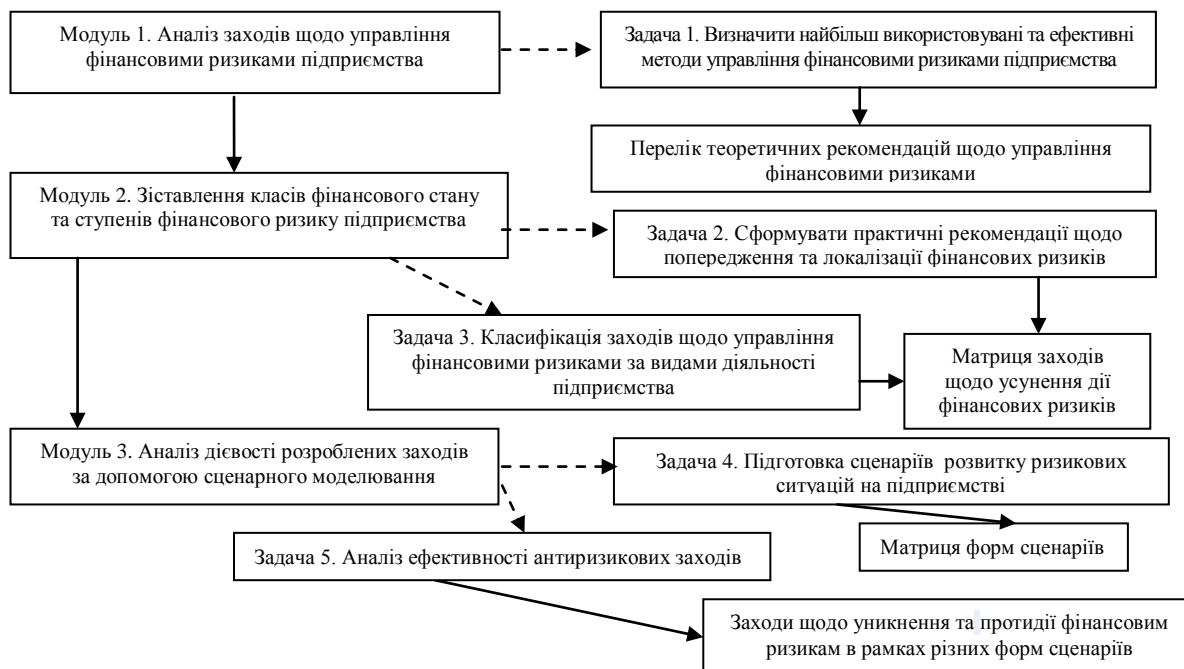 Модуль 1. Аналіз заходів щодо управління
фінансовими ризиками підприємства
Задача 1. Визначити найбільш використовувані та ефективні
методи управління фінансовими ризиками підприємства
Перелік теоретичних рекомендацій щодо управління
фінансовими ризиками
Модуль 2. Зіставлення класів фінансового стану
та ступенів фінансового ризику підприємства
Задача 2. Сформувати практичні рекомендації щодо
попередження та локалізації фінансових ризиків
Задача 3. Класифікація заходів щодо управління
фінансовими ризиками за видами діяльності
підприємства
Матриця заходів
щодо усунення дії
фінансових ризиків
Модуль 3. Аналіз дієвості розроблених заходів
за допомогою сценарного моделювання
Задача 4. Підготовка сценаріїв розвитку ризикових
ситуацій на підприємстві
Матриця форм сценаріїв
Задача 5. Аналіз ефективності антиризикових заходів
Заходи щодо уникнення та протидії фінансовим
ризикам в рамках різних форм сценаріїв